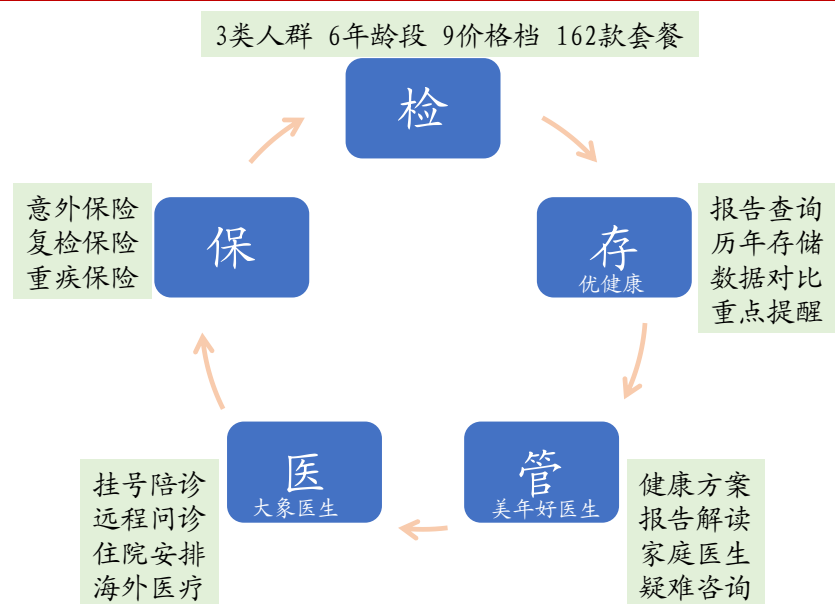 3类人群 6年龄段 9价格档 162款套餐
检
意外保险
复检保险
重疾保险
保
存
优健康
报告查询
历年存储
数据对比
重点提醒
挂号陪诊
远程问诊
住院安排
海外医疗
医
大象医生
管
美年好医生
健康方案
报告解读
家庭医生
疑难咨询